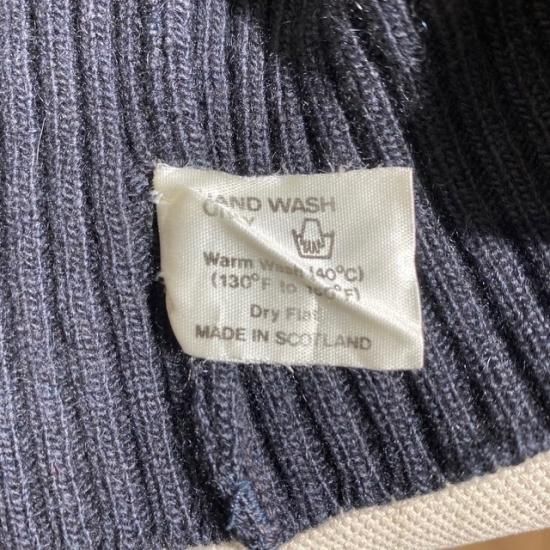 HAND WASH
ONLY
Warm Wash (40°C)
(130°F to °F)
Dry Flat
MADE IN SCOTLAND